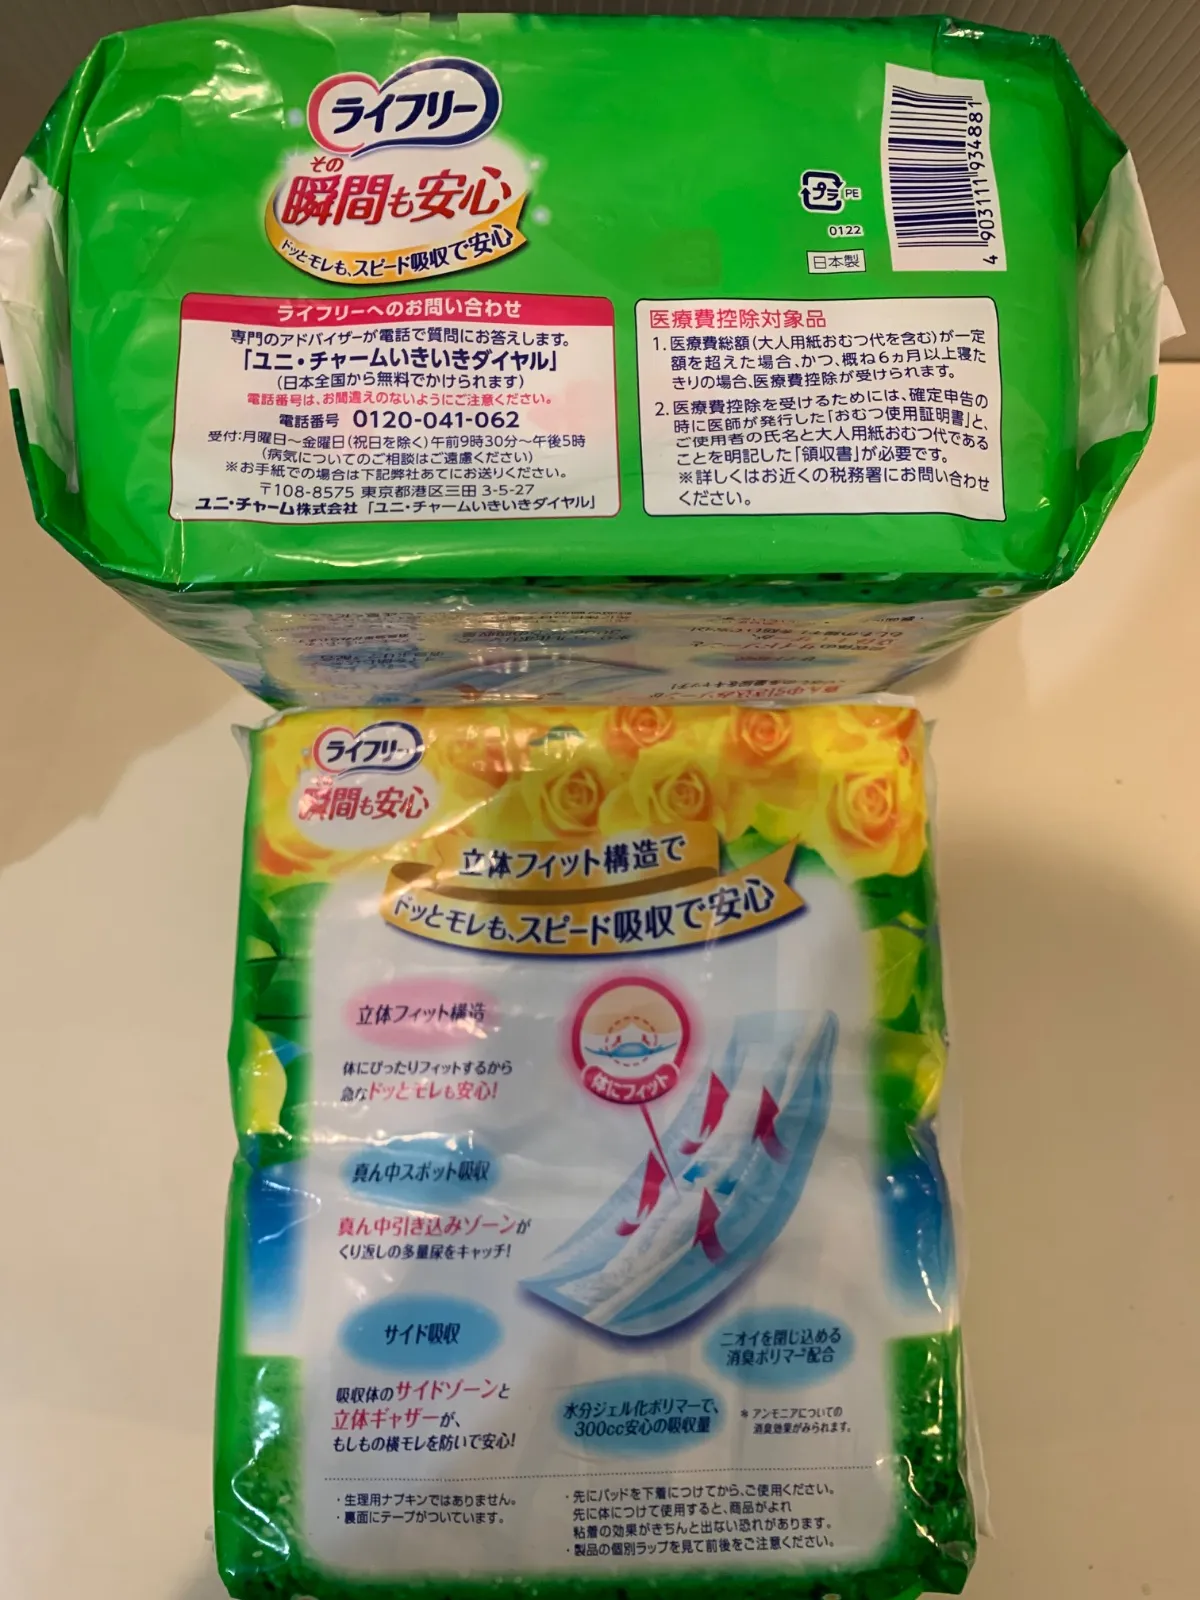 ライフリー
その
瞬間も安心
ドッとモレも、スピード吸収で安心
プラ PE
0122
日本製
4 903111 934881
ライフリーへのお問い合わせ
専門のアドバイザーが電話で質問にお答えします。
「ユニ・チャームいきいきダイヤル」
(日本全国から無料でかけられます)
電話番号は、お間違えのないようにご注意ください。
電話番号 0120-041-062
受付:月曜日〜金曜日(祝日を除く)午前9時30分〜午後5時
(病気についてのご相談はご遠慮ください)
※お手紙での場合は下記弊社あてにお送りください。
〒108-8575 東京都港区三田 3-5-27
ユニ・チャーム株式会社 「ユニ・チャームいきいきダイヤル」
医療費控除対象品
1. 医療費総額(大人用紙おむつ代を含む)が一定
額を超えた場合、かつ、概ね6ヵ月以上寝た
きりの場合、医療費控除が受けられます。
2. 医療費控除を受けるためには、確定申告の
時に医師が発行した「おむつ使用証明書」と、
ご使用者の氏名と大人用紙おむつ代である
ことを明記した「領収書」が必要です。
※詳しくはお近くの税務署にお問い合わせ
ください。
ライフリー
その
瞬間も安心
立体フィット構造で
ドッとモレも、スピード吸収で安心
立体フィット構造
体にぴったりフィットするから
急なドッとモレも安心!
体にフィット
真ん中スポット吸収
真ん中引き込みゾーンが
くり返しの多量尿をキャッチ!
サイド吸収
吸収体のサイドゾーンと
立体ギャザーが、
もしもの横モレを防いで安心!
ニオイを閉じ込める
消臭ポリマー配合
水分ジェル化ポリマーで、
300cc安心の吸収量
※アンモニアについての
消臭効果がみられます。
・生理用ナプキンではありません。
・裏面にテープがついています。
・先にパッドを下着につけてから、ご使用ください。
先に体につけて使用すると、商品がよれ
粘着の効果がきちんと出ない恐れがあります。
・製品の個別ラップを見て前後をご注意ください。